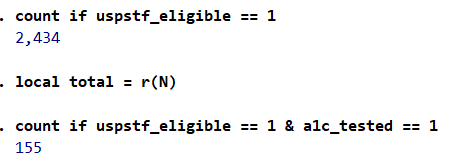 . count if uspstf_eligible == 1
2,434
. local total = r(N)
. count if uspstf_eligible == 1 & a1c_tested == 1
155